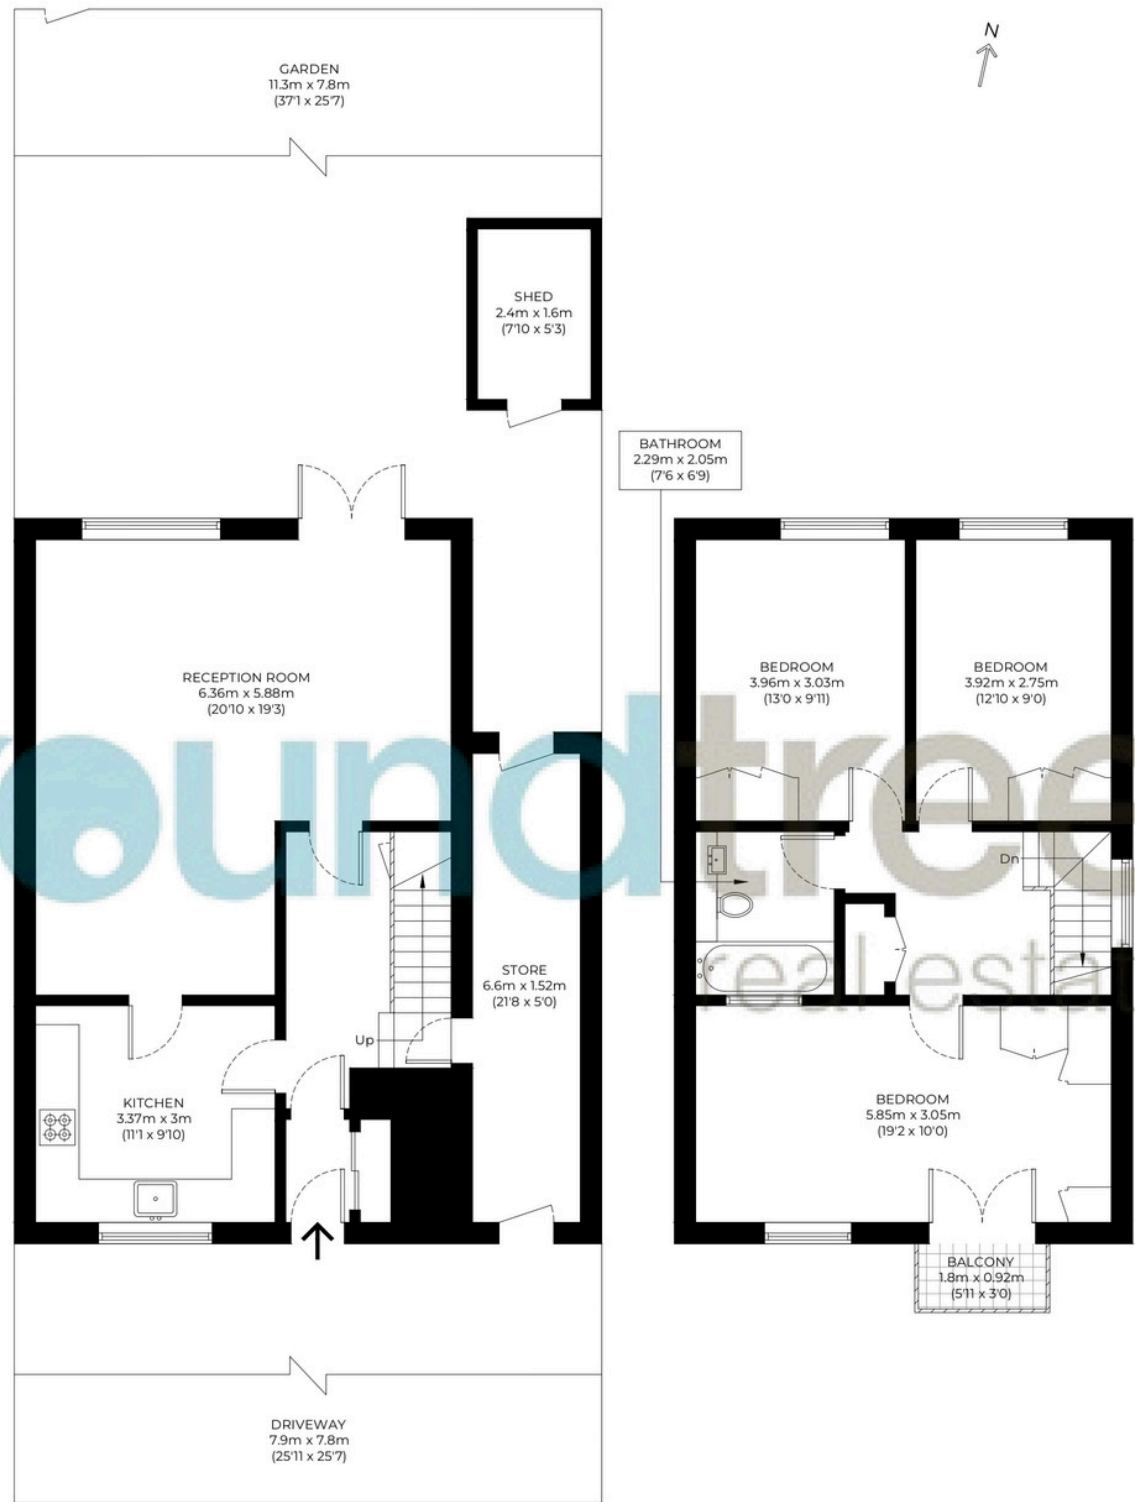 N
GARDEN
11.3m x 7.8m
(37'1 x 25'7)
SHED
2.4m x 1.6m
(7'10 x 5'3)
BATHROOM
2.29m x 2.05m
(7'6 x 6'9)
RECEPTION ROOM
6.36m x 5.88m
(20'10 x 19'3)
BEDROOM
3.96m x 3.03m
(13'0 x 9'11)
BEDROOM
3.92m x 2.75m
(12'10 x 9'0)
roundtree
real estat
Dn
STORE
6.6m x 1.52m
(21'8 x 5'0)
Up
KITCHEN
3.37m x 3m
(11'1 x 9'10)
BEDROOM
5.85m x 3.05m
(19'2 x 10'0)
BALCONY
1.8m x 0.92m
(5'11 x 3'0)
DRIVEWAY
7.9m x 7.8m
(25'11 x 25'7)